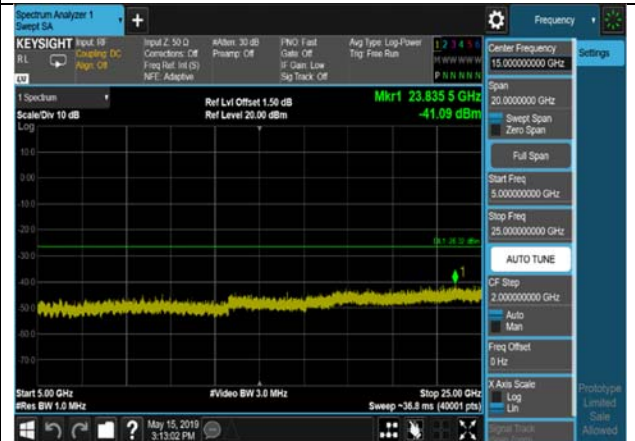 Spectrum Analyzer 1
Swept SA
+
Frequency
KEYSIGHT
RL
Input: RF
Coupling: DC
Align: Off
Input Z: 50 Ω
Corrections: Off
Freq Ref: Int (S)
NFE: Adaptive
#Atten: 30 dB
Preamp: Off
PNO: Fast
Gate: Off
IF Gain: Low
Sig Track: Off
Avg Type: Log-Power
Trig: Free Run
1 2 3 4 5 6
M W W W W W
P N N N N N
LV
1 Spectrum
Scale/Div 10 dB
Log
Ref Lvl Offset 1.50 dB
Ref Level 20.00 dBm
Mkr1 23.835 5 GHz
-41.09 dBm
10.0
0.00
-10.0
-20.0
-30.0
-40.0
-50.0
-60.0
-70.0
1
Start 5.00 GHz
#Res BW 1.0 MHz
#Video BW 3.0 MHz
Stop 25.00 GHz
Sweep ~36.8 ms (40001 pts)
May 15, 2019
3:13:02 PM
Center Frequency
15.000000000 GHz
Settings
Span
20.0000000 GHz
Swept Span
Zero Span
Full Span
Start Freq
5.000000000 GHz
Stop Freq
25.000000000 GHz
AUTO TUNE
CF Step
2.000000000 GHz
Auto
Man
Freq Offset
0 Hz
X Axis Scale
Log
Lin
Signal Track
Prototype
Limited
Sale
Allowed